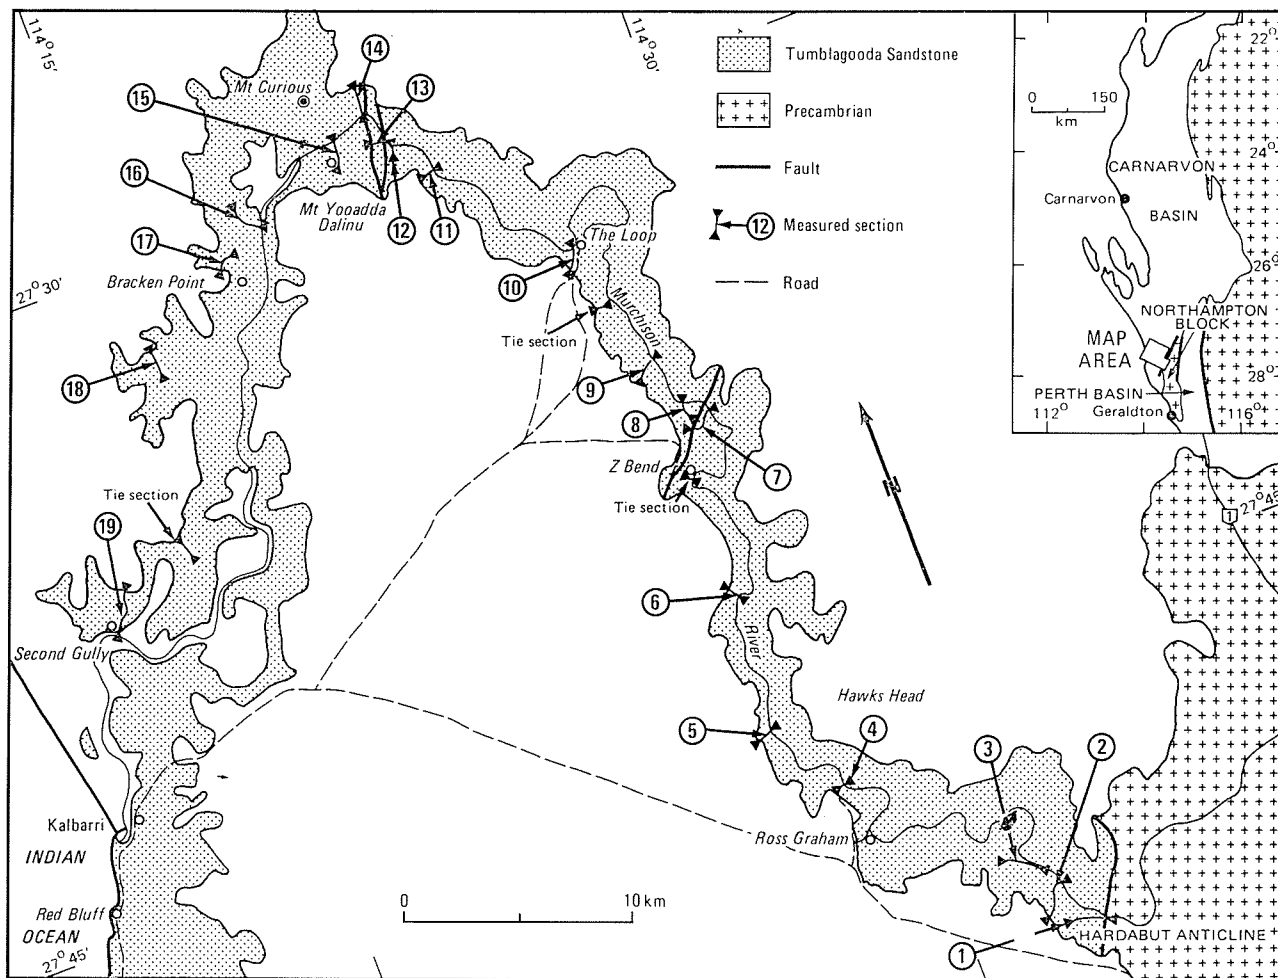 114° 15'
114° 30'
14
13
15
Mt Curious
16
17
Mt Yooadda
Dalinu
12
11
The Loop
10
Bracken Point
27° 30'
Tie section
Murchison
18
9
8
7
Z Bend
Tie section
Tie section
19
6
River
Second Gully
Hawks Head
5
4
3
2
Ross Graham
Kalbarri
INDIAN
Red Bluff
OCEAN
27° 45'
0 10 km
1
HARDABUT ANTICLINE
N
1
Tumblagooda Sandstone
Precambrian
Fault
12 Measured section
Road
22°
0 150
km
24°
CARNARVON
Carnarvon
BASIN
26°
NORTHAMPTON
BLOCK
MAP
AREA
28°
PERTH BASIN
Geraldton
112°
116°